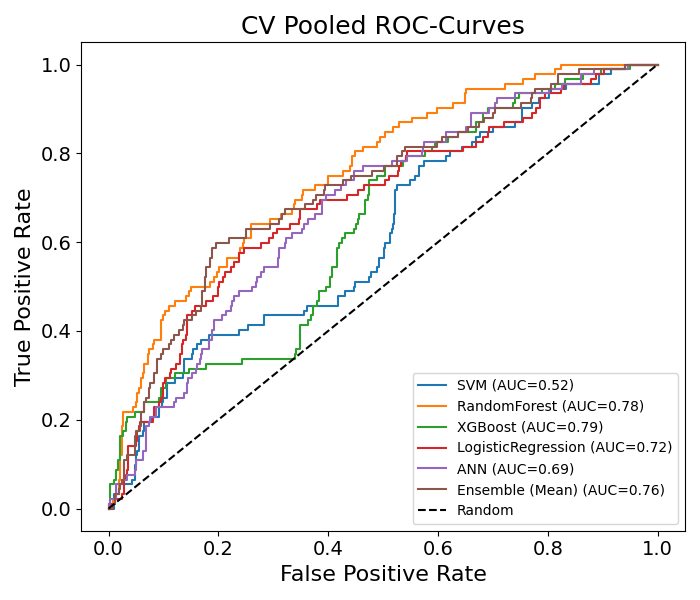 CV Pooled ROC-Curves
True Positive Rate
1.0
0.8
0.6
0.4
0.2
0.0
0.0 0.2 0.4 0.6 0.8 1.0
False Positive Rate
SVM (AUC=0.52)
RandomForest (AUC=0.78)
XGBoost (AUC=0.79)
LogisticRegression (AUC=0.72)
ANN (AUC=0.69)
Ensemble (Mean) (AUC=0.76)
Random